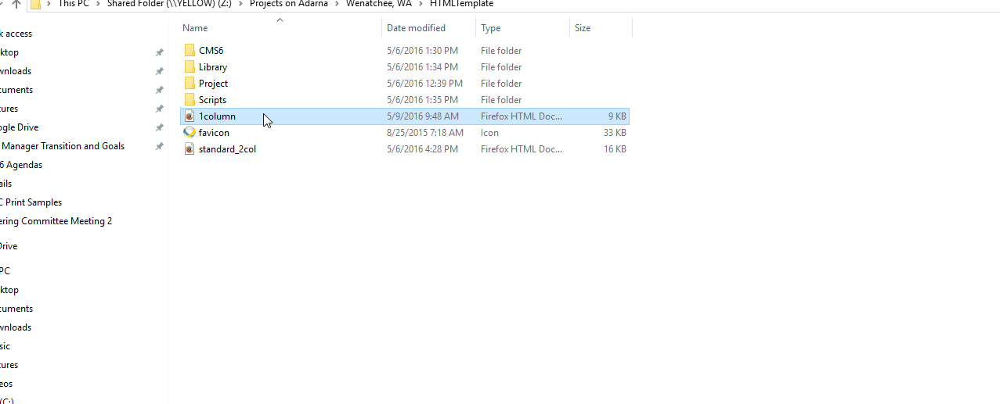 This PC > Shared Folder (\\YELLOW) (Z:) > Projects on Adarna > Wenatchee, WA > HTMLTemplate
Name Date modified Type Size
k access
ktop
wnloads
cuments
tures
ogle Drive
Manager Transition and Goals
6 Agendas
ails
C Print Samples
ering Committee Meeting 2
Drive
PC
ktop
cuments
wnloads
sic
tures
eos
(C:)
CMS6 5/6/2016 1:30 PM File folder
Library 5/6/2016 1:34 PM File folder
Project 5/6/2016 12:39 PM File folder
Scripts 5/6/2016 1:35 PM File folder
1column 5/9/2016 9:48 AM Firefox HTML Doc... 9 KB
favicon 8/25/2015 7:18 AM Icon 33 KB
standard_2col 5/6/2016 4:28 PM Firefox HTML Doc... 16 KB